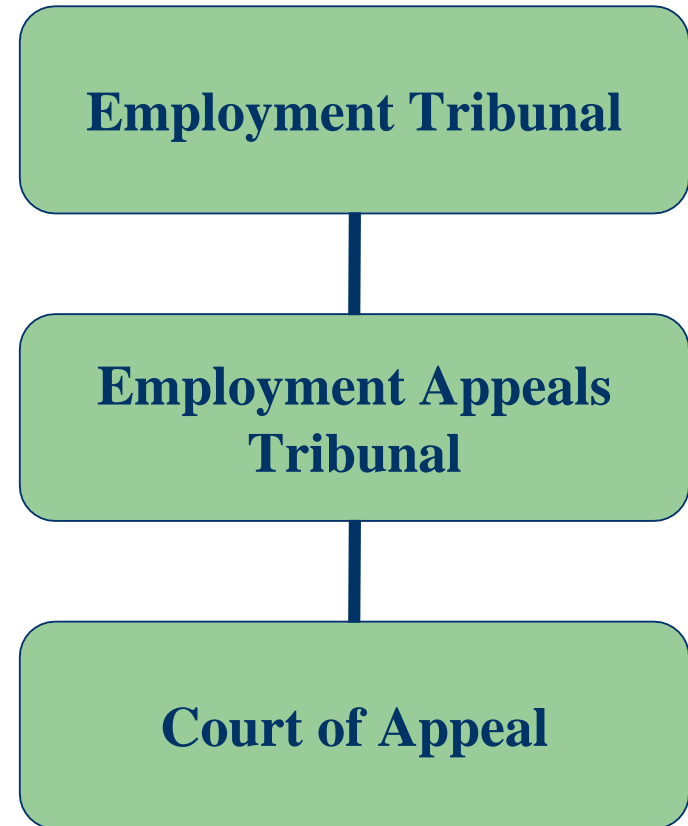 Employment Tribunal
Employment Appeals
Tribunal
Court of Appeal